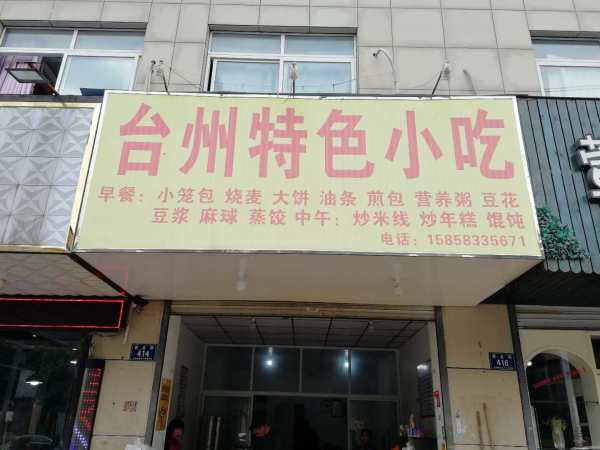 台州特色小吃
早餐：小笼包 烧麦 大饼 油条 煎包 营养粥 豆花
豆浆 麻球 蒸饺 中午：炒米线 炒年糕 馄饨
电话：15858335671
414
416